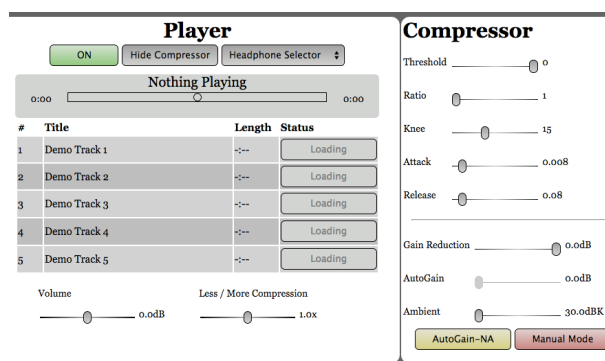 Player
ON
Hide Compressor
Headphone Selector
Nothing Playing
0:00
0:00
# Title Length Status
1 Demo Track 1 -:-- Loading
2 Demo Track 2 -:-- Loading
3 Demo Track 3 -:-- Loading
4 Demo Track 4 -:-- Loading
5 Demo Track 5 -:-- Loading
Volume
0.0dB
Less / More Compression
1.0x
Compressor
Threshold 0
Ratio 1
Knee 15
Attack 0.008
Release 0.08
Gain Reduction 0.0dB
AutoGain 0.0dB
Ambient 30.0dBK
AutoGain-NA
Manual Mode